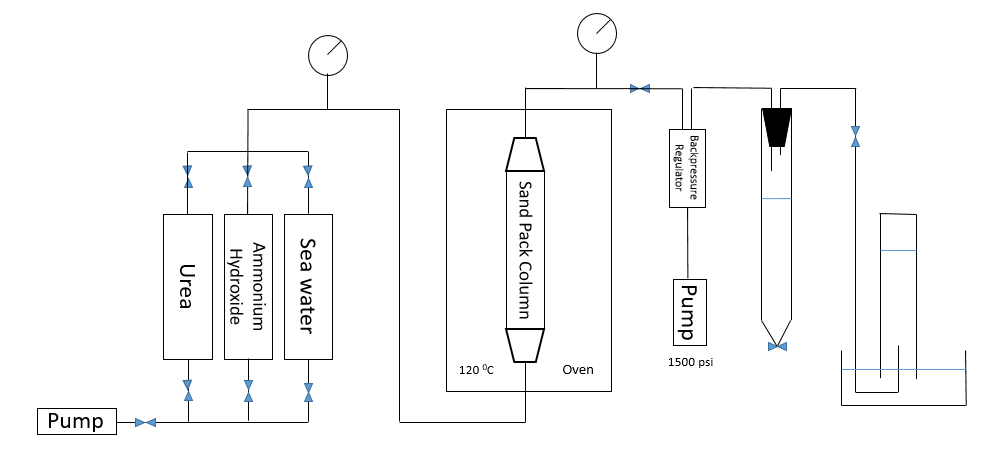 Urea
Ammonium
Hydroxide
Sea water
Pump
Sand Pack Column
120 ⁰C
Oven
Backpressure
Regulator
Pump
1500 psi